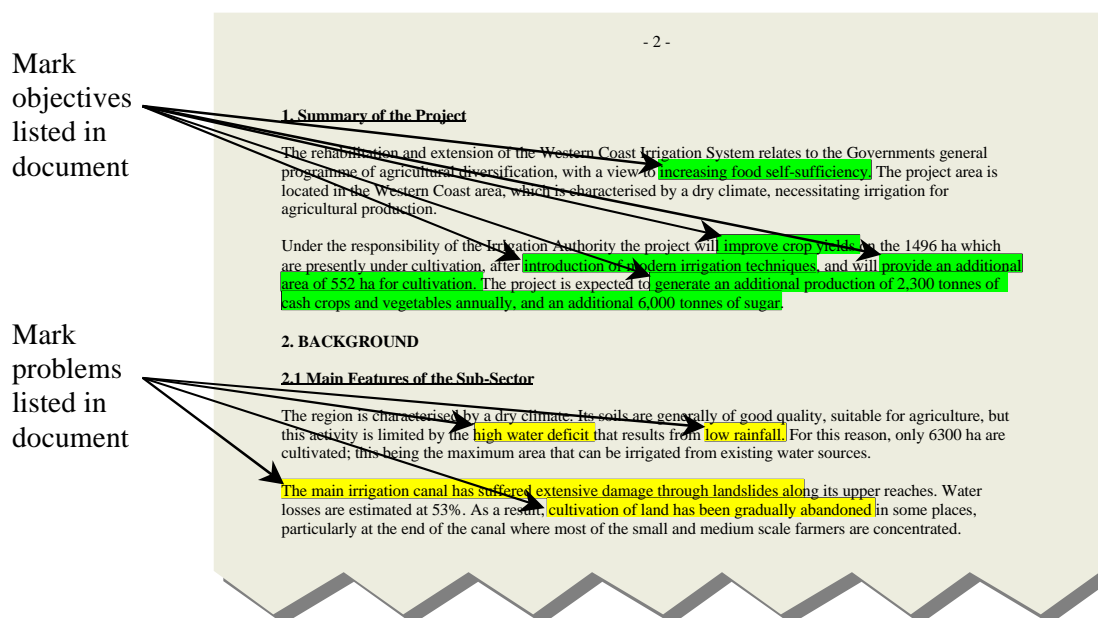 Mark
objectives
listed in
document
- 2 -
1. Summary of the Project
The rehabilitation and extension of the Western Coast Irrigation System relates to the Governments general
programme of agricultural diversification, with a view to increasing food self-sufficiency. The project area is
located in the Western Coast area, which is characterised by a dry climate, necessitating irrigation for
agricultural production.
Under the responsibility of the Irrigation Authority the project will improve crop yields on the 1496 ha which
are presently under cultivation, after introduction of modern irrigation techniques, and will provide an additional
area of 552 ha for cultivation. The project is expected to generate an additional production of 2,300 tonnes of
cash crops and vegetables annually, and an additional 6,000 tonnes of sugar.
Mark
problems
listed in
document
2. BACKGROUND
2.1 Main Features of the Sub-Sector
The region is characterised by a dry climate. Its soils are generally of good quality, suitable for agriculture, but
this activity is limited by the high water deficit that results from low rainfall. For this reason, only 6300 ha are
cultivated; this being the maximum area that can be irrigated from existing water sources.
The main irrigation canal has suffered extensive damage through landslides along its upper reaches. Water
losses are estimated at 53%. As a result, cultivation of land has been gradually abandoned in some places,
particularly at the end of the canal where most of the small and medium scale farmers are concentrated.